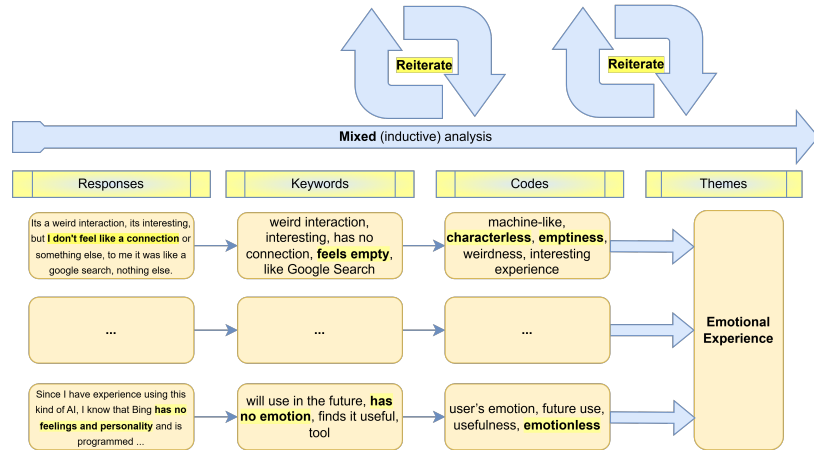 Reiterate
Reiterate
Mixed (inductive) analysis
Responses
Keywords
Codes
Themes
Its a weird interaction, its interesting,
but I don't feel like a connection or
something else, to me it was like a
google search, nothing else.
weird interaction,
interesting, has no
connection, feels empty,
like Google Search
machine-like,
characterless, emptiness,
weirdness, interesting
experience
...
...
...
Emotional
Experience
Since I have experience using this
kind of AI, I know that Bing has no
feelings and personality and is
programmed ...
will use in the future, has
no emotion, finds it useful,
tool
user's emotion, future use,
usefulness, emotionless